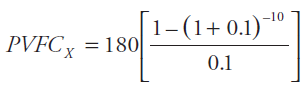 PVFC_X = 180[ (1 – (1 + 0.1)^–10) / 0.1 ]